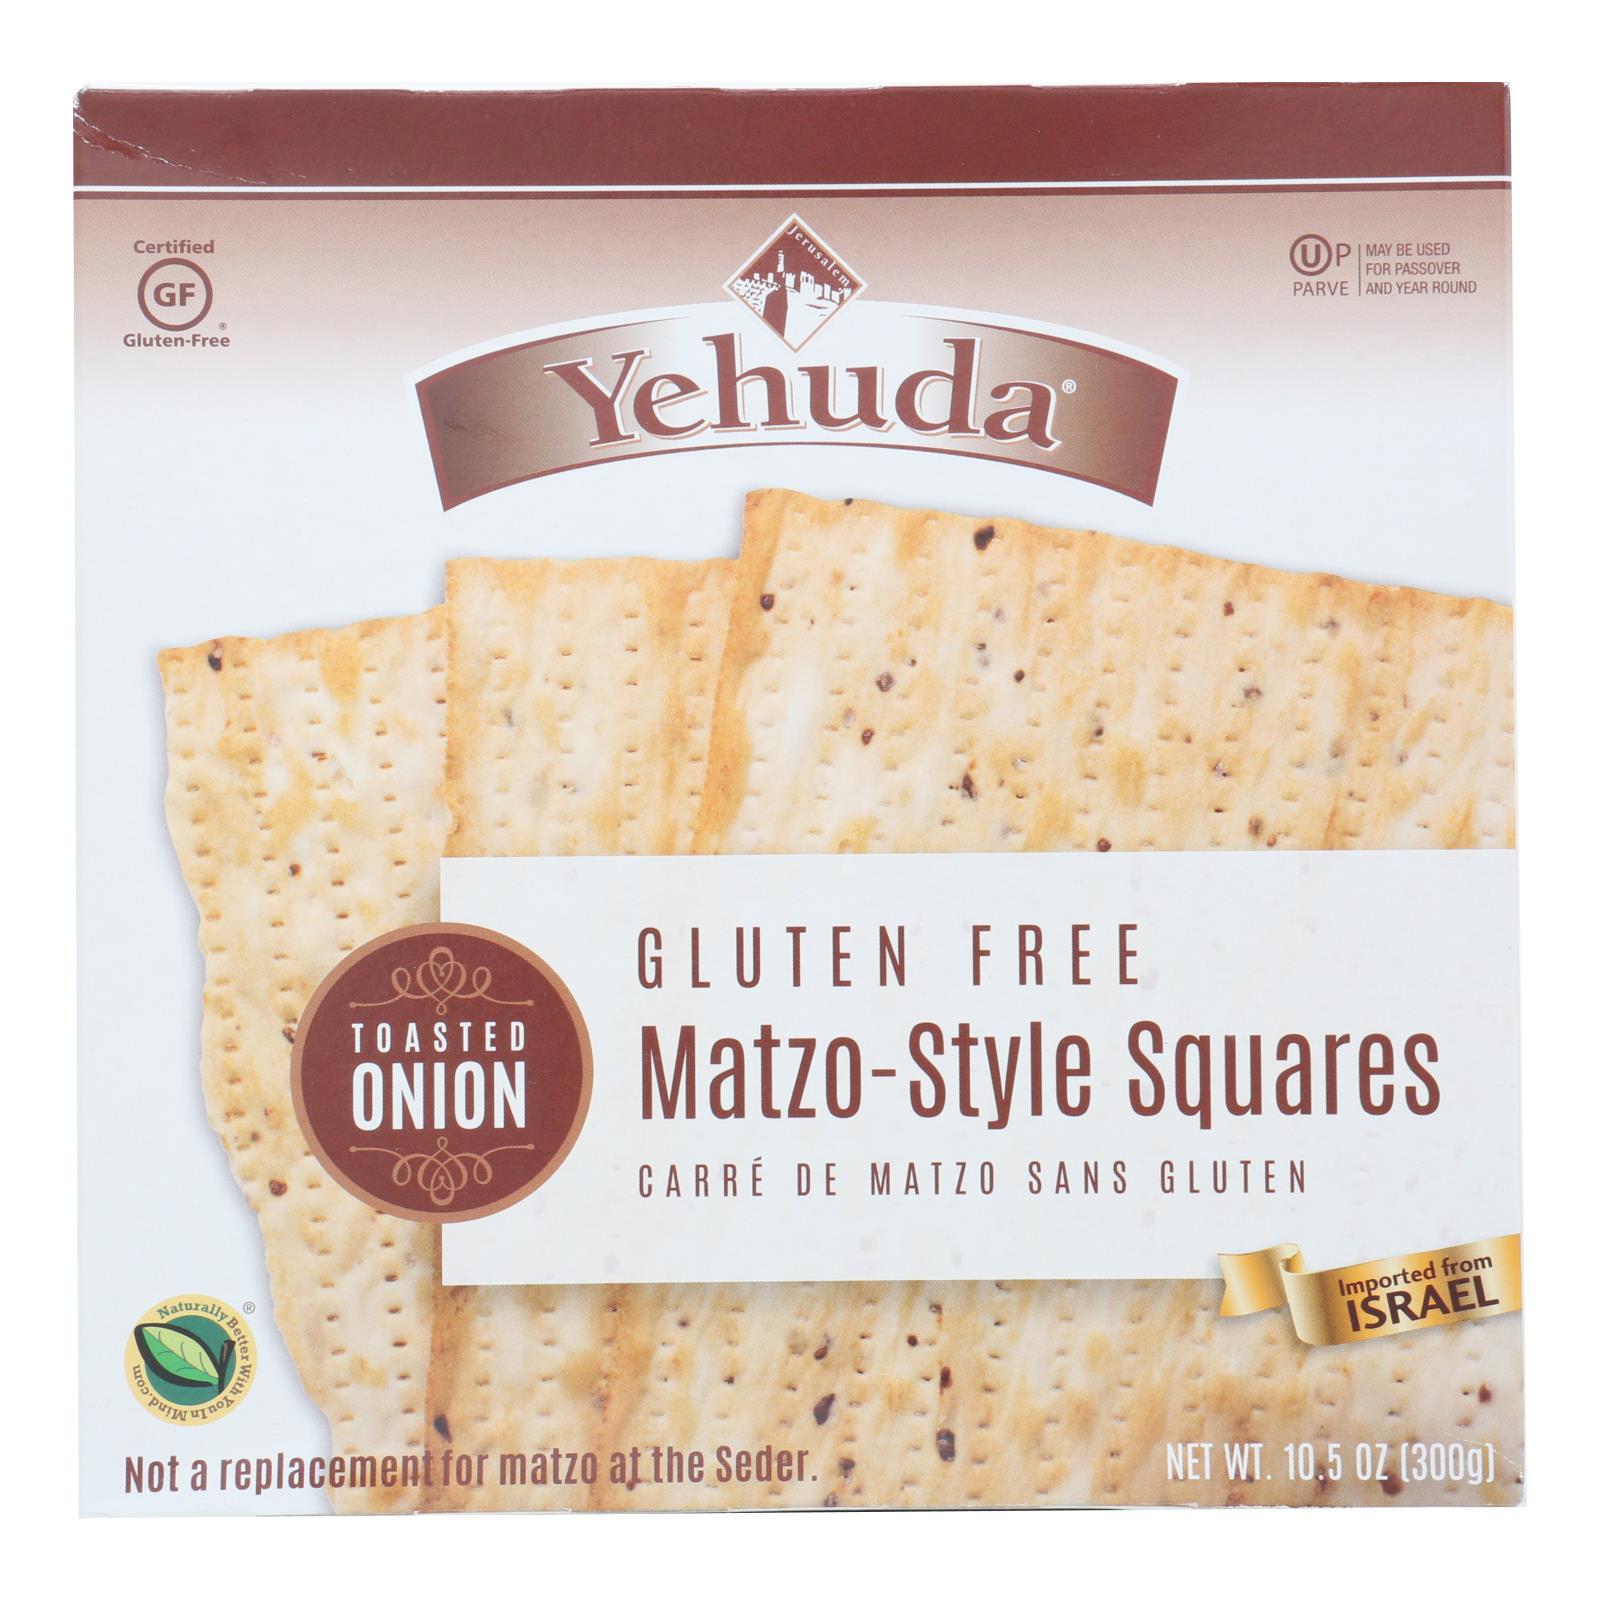 Certified
GF
Gluten-Free®
Jerusalem
Yehuda®
UP
PARVE
MAY BE USED
FOR PASSOVER
AND YEAR ROUND
GLUTEN FREE
Matzo-Style Squares
CARRÉ DE MATZO SANS GLUTEN
TOASTED
ONION
Imported from
ISRAEL
Naturally Better With You In Mind.com®
Not a replacement for matzo at the Seder.
NET WT. 10.5 OZ (300g)